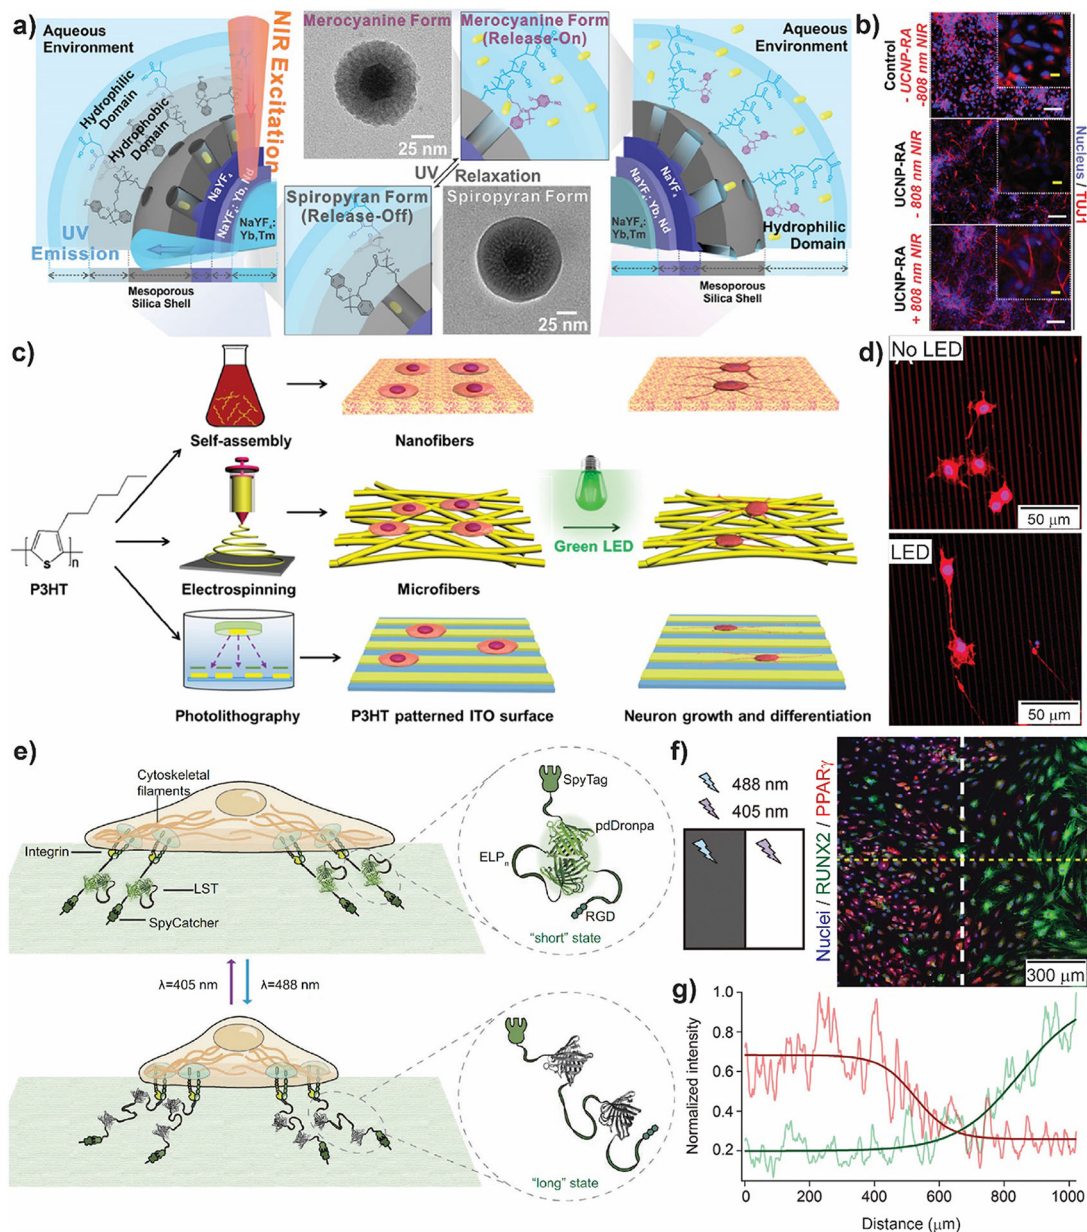 a)
Aqueous
Environment
Hydrophilic
Domain
Hydrophobic
Domain
NIR Excitation
NaYF₄
NaYF₄: Yb, Nd
NaYF₄:
Yb,Tm
UV
Emission
Mesoporous
Silica Shell
Merocyanine Form
25 nm
Merocyanine Form
(Release-On)
UV
Relaxation
Spiropyran Form
(Release-Off)
Spiropyran Form
25 nm
Aqueous
Environment
NaYF₄
NaYF₄: Yb, Nd
NaYF₄:
Yb,Tm
Hydrophilic
Domain
Mesoporous
Silica Shell
b)
Control
- UCNP-RA
-808 nm NIR
UCNP-RA
- 808 nm NIR
UCNP-RA
+ 808 nm NIR
Nucleus / TUJ1
c)
P3HT
S
n
Self-assembly
Nanofibers
Electrospinning
Microfibers
Green LED
Photolithography
P3HT patterned ITO surface
Neuron growth and differentiation
d)
No LED
50 μm
LED
50 μm
e)
Cytoskeletal
filaments
Integrin
LST
SpyCatcher
SpyTag
pdDronpa
ELPn
RGD
"short" state
λ=405 nm
λ=488 nm
"long" state
f)
488 nm
405 nm
Nuclei / RUNX2 / PPARγ
300 μm
g)
Normalized intensity
1.0
0.8
0.6
0.4
0.2
0
200
400
600
800
1000
Distance (μm)